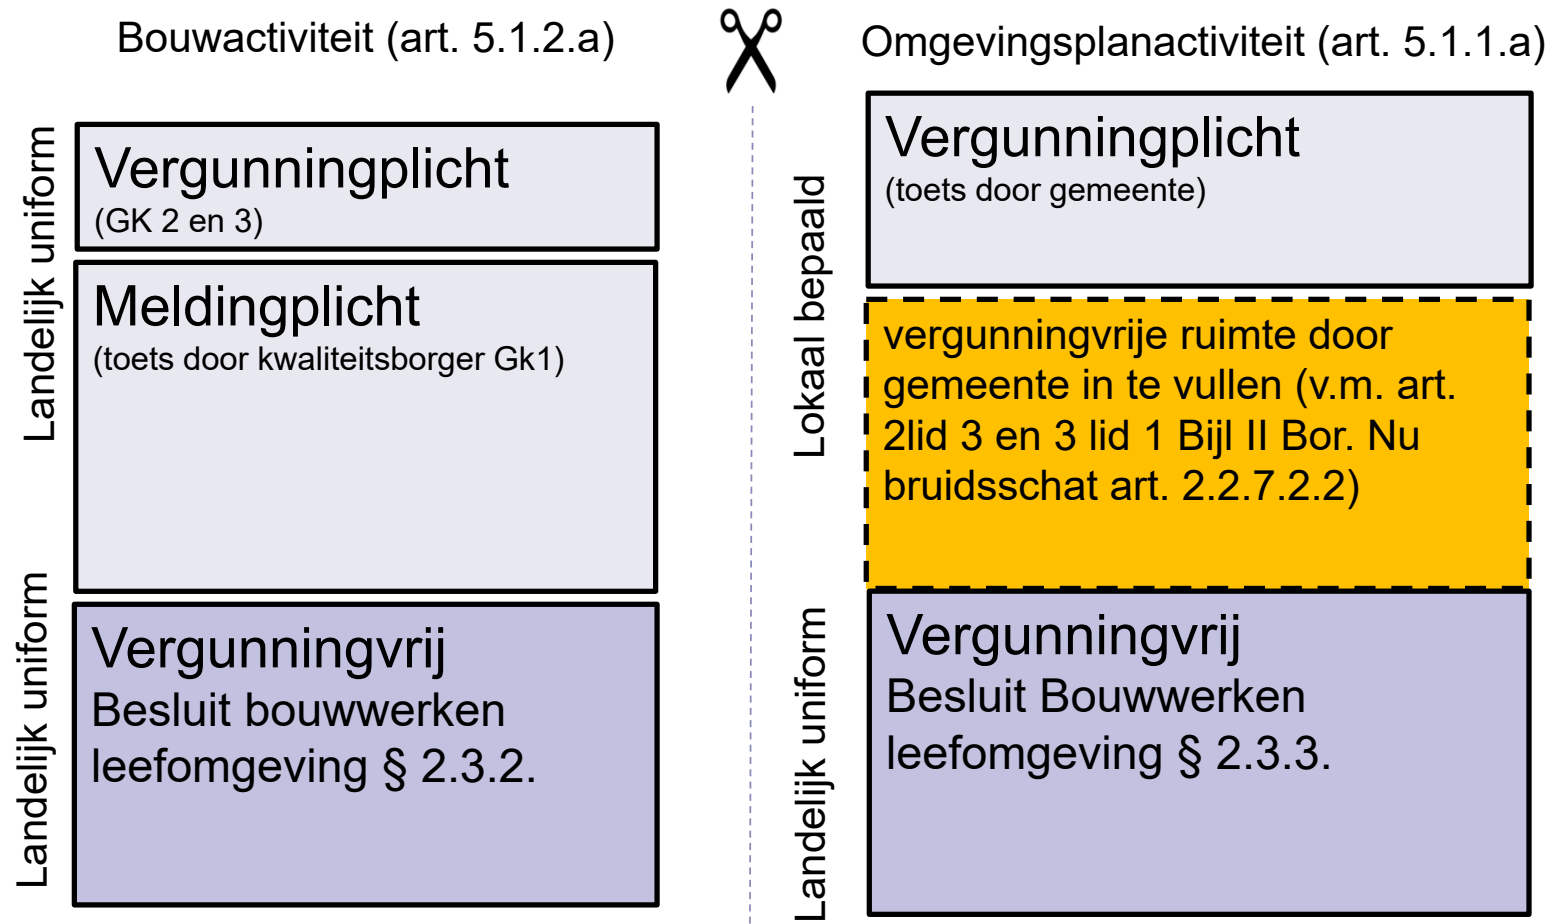 Bouwactiviteit (art. 5.1.2.a)
Landelijk uniform
Vergunningplicht
(GK 2 en 3)
Meldingplicht
(toets door kwaliteitsborger Gk1)
Landelijk uniform
Vergunningvrij
Besluit bouwwerken
leefomgeving § 2.3.2.
Omgevingsplanactiviteit (art. 5.1.1.a)
Lokaal bepaald
Vergunningplicht
(toets door gemeente)
vergunningvrije ruimte door
gemeente in te vullen (v.m. art.
2lid 3 en 3 lid 1 Bijl II Bor. Nu
bruidsschat art. 2.2.7.2.2)
Landelijk uniform
Vergunningvrij
Besluit Bouwwerken
leefomgeving § 2.3.3.